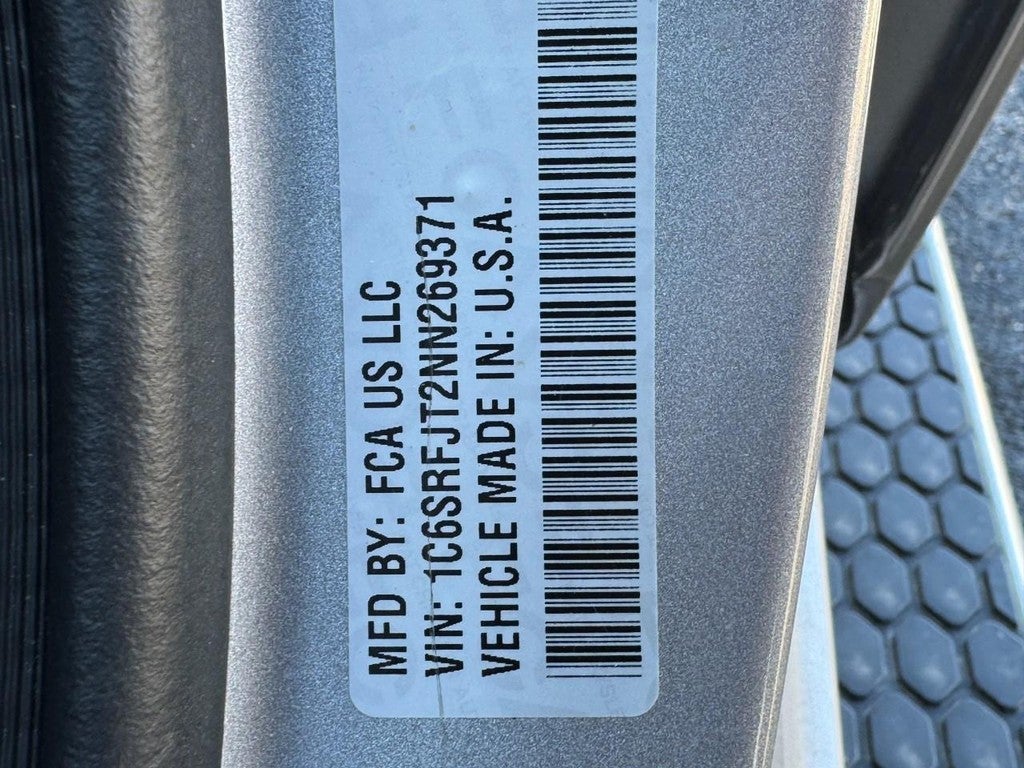 MFD BY: FCA US LLC
VIN: 1C6SRFJT2NN269371
VEHICLE MADE IN: U.S.A.